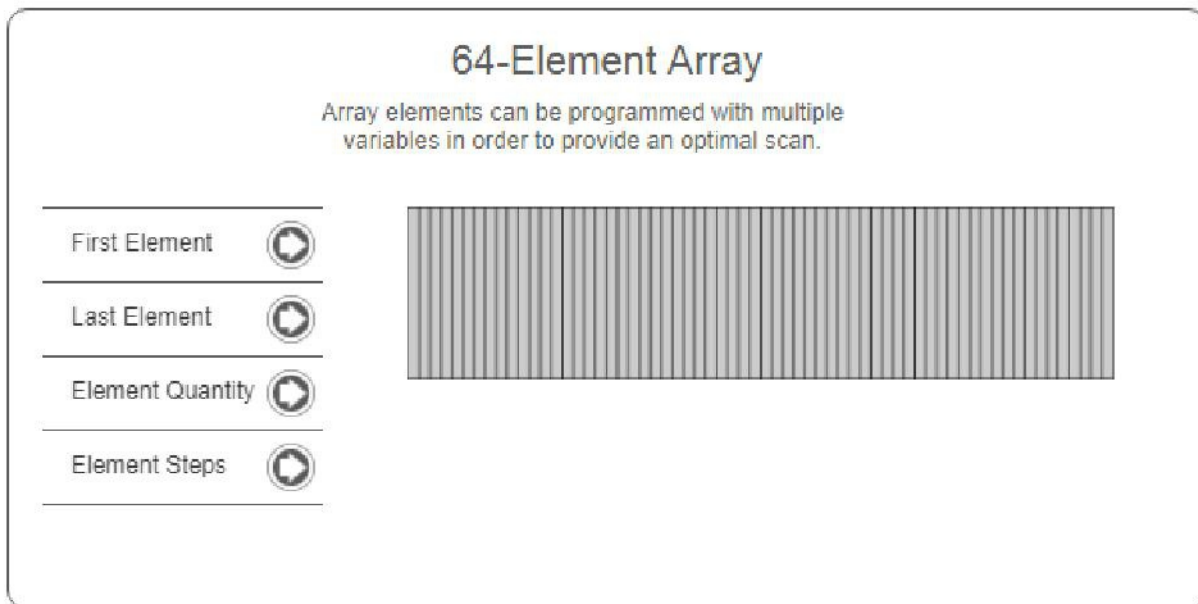 64-Element Array
Array elements can be programmed with multiple
variables in order to provide an optimal scan.
First Element
Last Element
Element Quantity
Element Steps